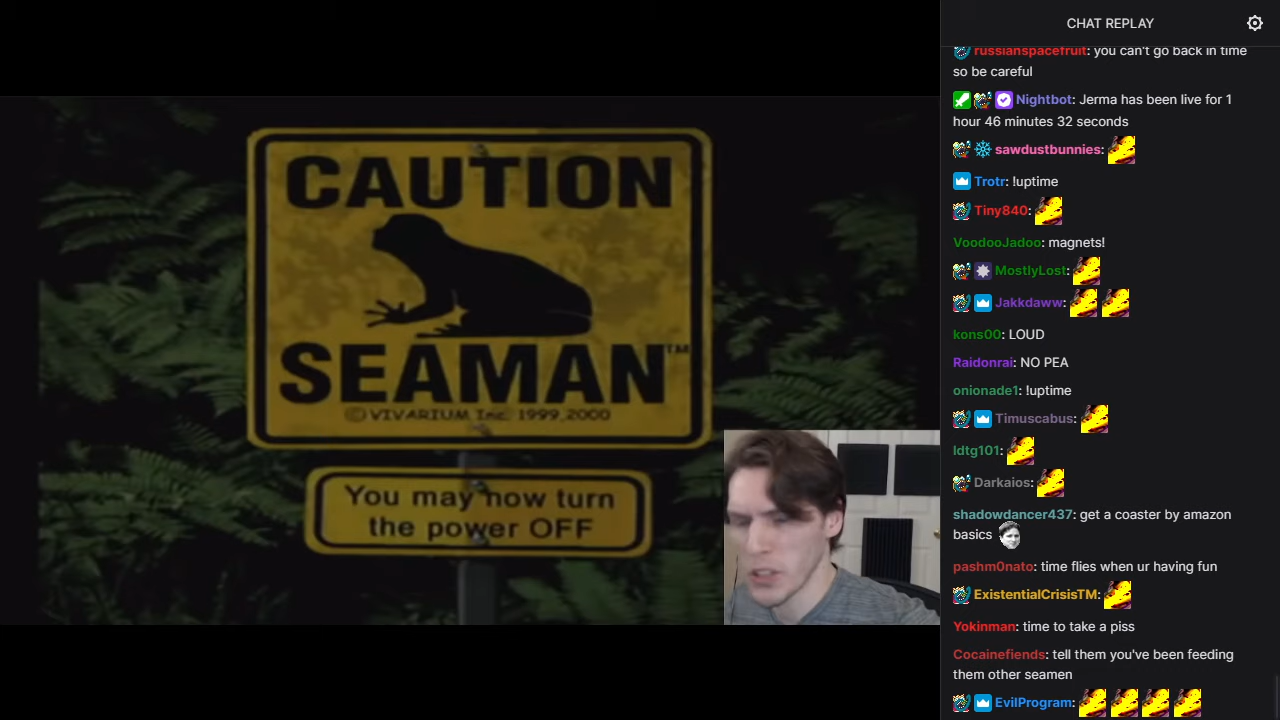 CAUTION
SEAMAN™
© VIVARIUM Inc. 1999,2000
You may now turn
the power OFF
CHAT REPLAY
russianspacefruit: you can't go back in time
so be careful
Nightbot: Jerma has been live for 1
hour 46 minutes 32 seconds
sawdustbunnies:
Trotr: !uptime
Tiny840:
VoodooJadoo: magnets!
MostlyLost:
Jakkdaww:
kons00: LOUD
Raidonrai: NO PEA
onionade1: !uptime
Timuscabus:
ldtg101:
Darkaios:
shadowdancer437: get a coaster by amazon
basics
pashm0nato: time flies when ur having fun
ExistentialCrisisTM:
Yokinman: time to take a piss
Cocainefiends: tell them you've been feeding
them other seamen
EvilProgram: